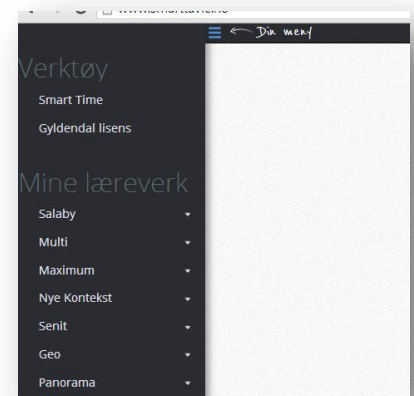 Din meny
Verktøy
Smart Time
Gyldendal lisens
Mine læreverk
Salaby
Multi
Maximum
Nye Kontekst
Senit
Geo
Panorama